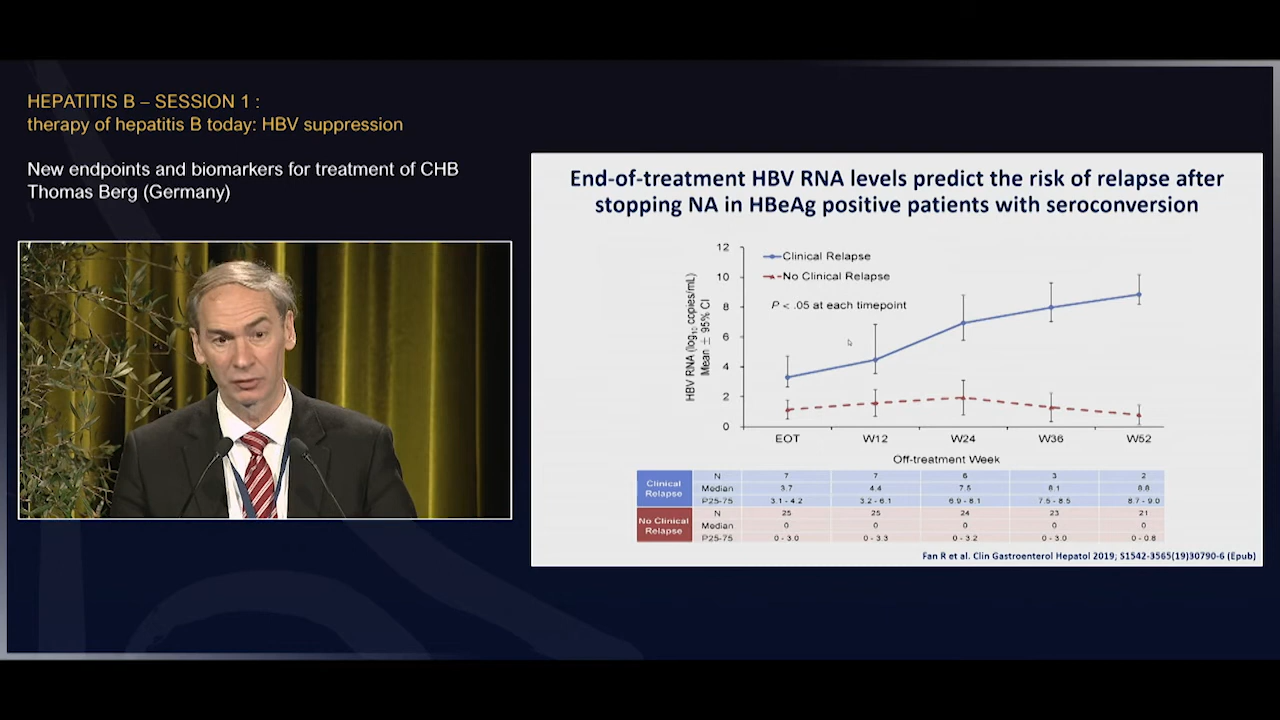 HEPATITIS B – SESSION 1 :
therapy of hepatitis B today: HBV suppression
New endpoints and biomarkers for treatment of CHB
Thomas Berg (Germany)
End-of-treatment HBV RNA levels predict the risk of relapse after
stopping NA in HBeAg positive patients with seroconversion
HBV RNA (log10 copies/mL)
Mean ± 95% CI
12
10
8
6
4
2
0
Clinical Relapse
No Clinical Relapse
P < .05 at each timepoint
EOT W12 W24 W36 W52
Off-treatment Week
Clinical Relapse
N 7 7 6 3 2
Median 3.7 4.4 7.5 8.1 8.8
P25-75 3.1 - 4.2 3.2 - 6.1 6.9 - 8.1 7.5 - 8.5 8.7 - 9.0
No Clinical Relapse
N 25 25 24 23 21
Median 0 0 0 0 0
P25-75 0 - 3.0 0 - 3.3 0 - 3.2 0 - 3.0 0 - 0.8
Fan R et al. Clin Gastroenterol Hepatol 2019; S1542-3565(19)30790-6 (Epub)